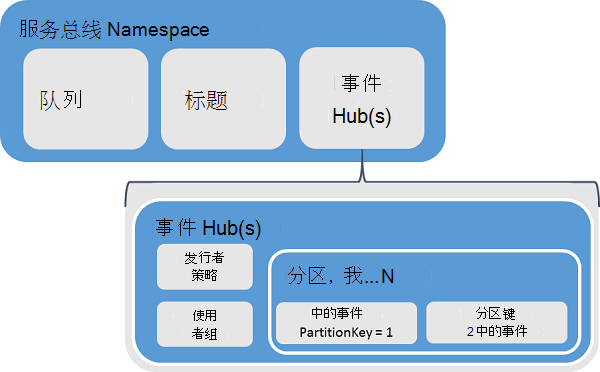 服务总线 Namespace
队列
标题
事件
Hub(s)
事件 Hub(s)
发行者
策略
使用
者组
分区，我...N
中的事件
PartitionKey = 1
分区键
2中的事件